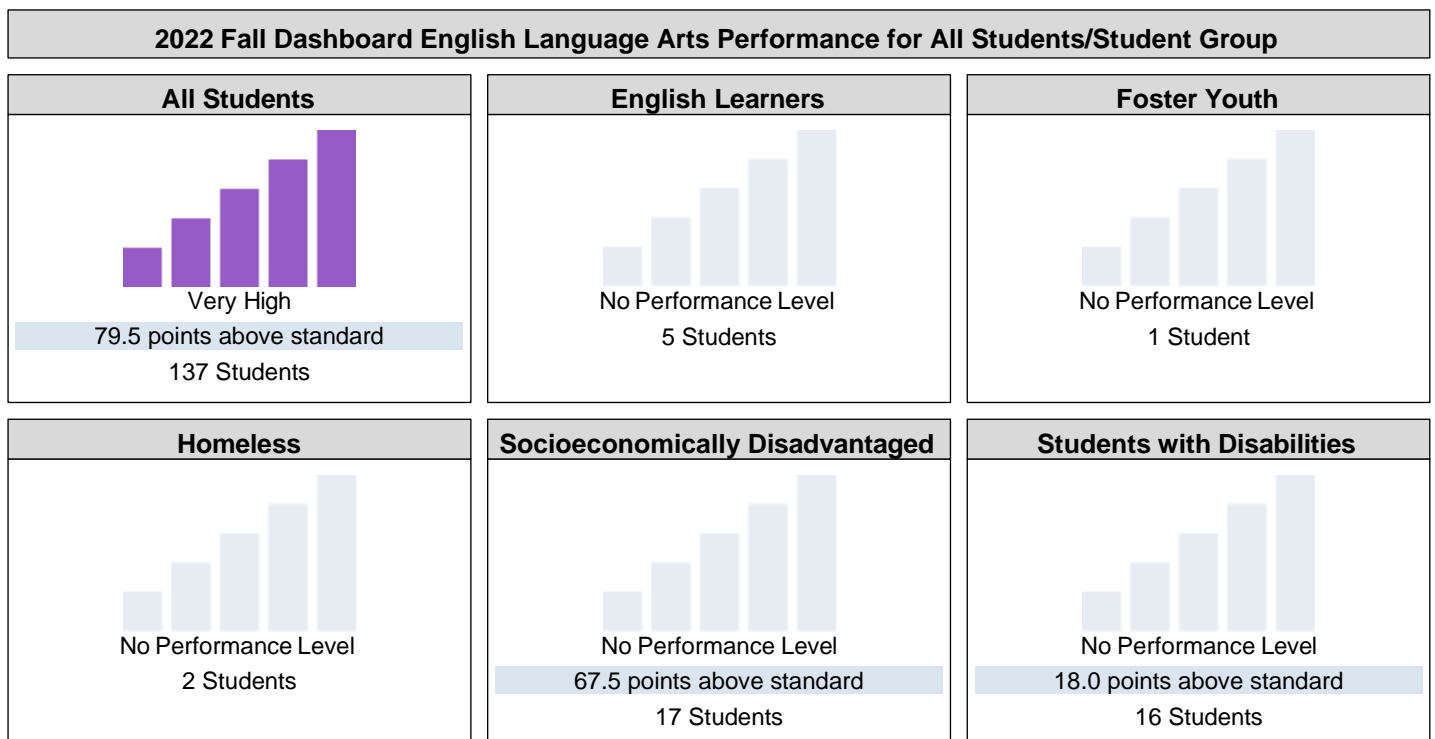 2022 Fall Dashboard English Language Arts Performance for All Students/Student Group
All Students
Very High
79.5 points above standard
137 Students
English Learners
No Performance Level
5 Students
Foster Youth
No Performance Level
1 Student
Homeless
No Performance Level
2 Students
Socioeconomically Disadvantaged
No Performance Level
67.5 points above standard
17 Students
Students with Disabilities
No Performance Level
18.0 points above standard
16 Students